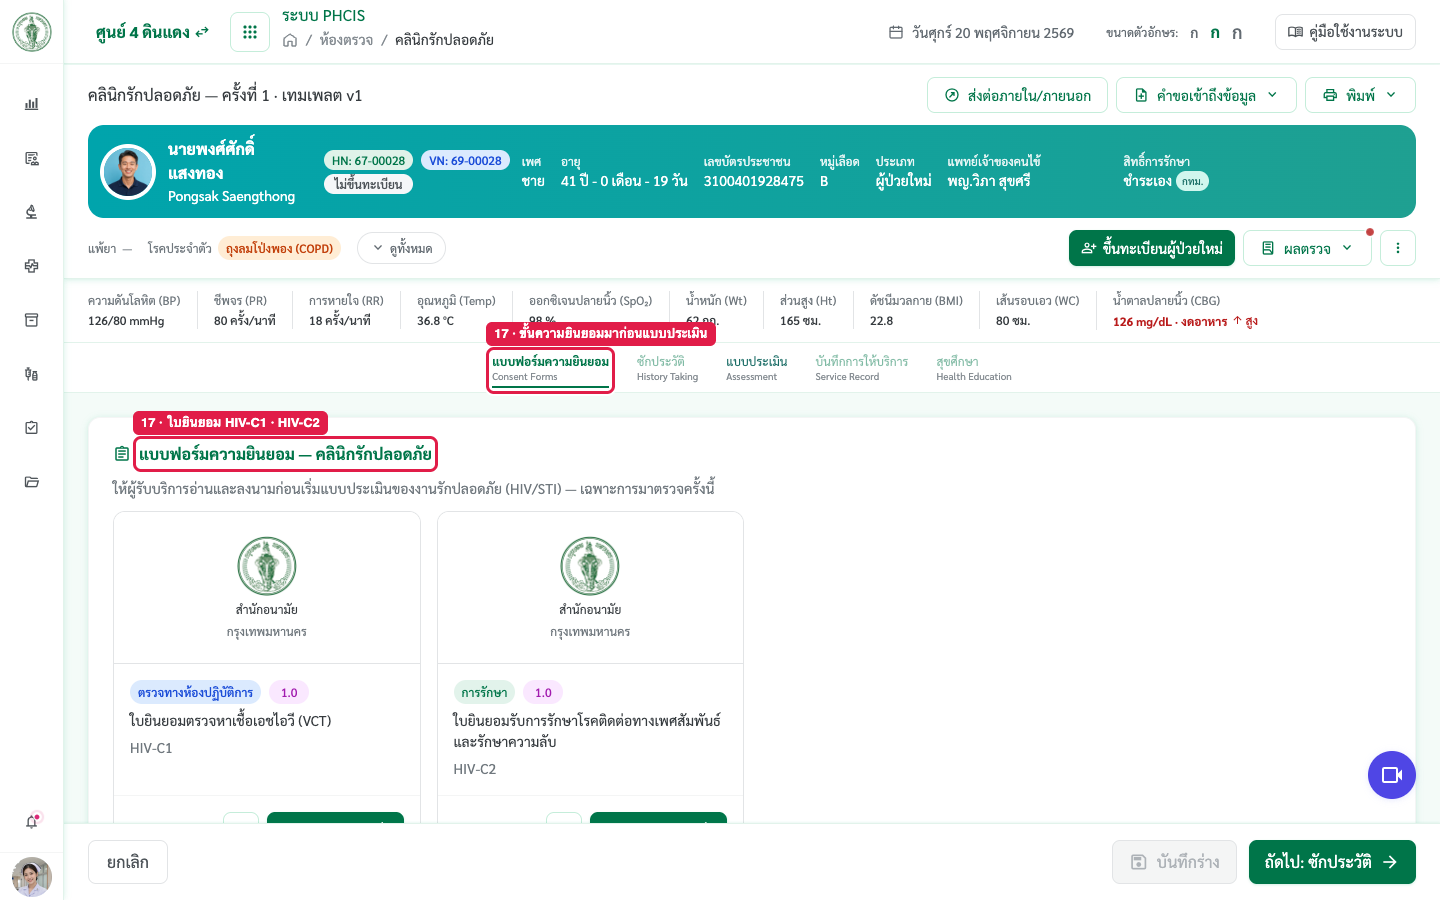 ศูนย์ 4 ดินแดง
ระบบ PHCIS
/ ห้องตรวจ / คลินิกรักปลอดภัย
วันศุกร์ 20 พฤศจิกายน 2569
ขนาดตัวอักษร: ก ก ก
คู่มือใช้งานระบบ
คลินิกรักปลอดภัย — ครั้งที่ 1 · เทมเพลต v1
ส่งต่อภายใน/ภายนอก
คำขอเข้าถึงข้อมูล
พิมพ์
นายพงศ์ศักดิ์
แสงทอง
Pongsak Saengthong
HN: 67-00028
VN: 69-00028
ไม่ขึ้นทะเบียน
เพศ
ชาย
อายุ
41 ปี - 0 เดือน - 19 วัน
เลขบัตรประชาชน
3100401928475
หมู่เลือด
B
ประเภท
ผู้ป่วยใหม่
แพทย์เจ้าของคนไข้
พญ.วิภา สุขศรี
สิทธิ์การรักษา
ชำระเอง กทม.
แพ้ยา —
โรคประจำตัว ถุงลมโป่งพอง (COPD)
ดูทั้งหมด
ขึ้นทะเบียนผู้ป่วยใหม่
ผลตรวจ
ความดันโลหิต (BP)
126/80 mmHg
ชีพจร (PR)
80 ครั้ง/นาที
การหายใจ (RR)
18 ครั้ง/นาที
อุณหภูมิ (Temp)
36.8 °C
ออกซิเจนปลายนิ้ว (SpO₂)
98 %
น้ำหนัก (Wt)
62 กก.
ส่วนสูง (Ht)
165 ซม.
ดัชนีมวลกาย (BMI)
22.8
เส้นรอบเอว (WC)
80 ซม.
น้ำตาลปลายนิ้ว (CBG)
126 mg/dL · งดอาหาร ↑ สูง
17 · ขั้นความยินยอมมาก่อนแบบประเมิน
แบบฟอร์มความยินยอม
Consent Forms
ซักประวัติ
History Taking
แบบประเมิน
Assessment
บันทึกการให้บริการ
Service Record
สุขศึกษา
Health Education
17 · ใบยินยอม HIV-C1 · HIV-C2
แบบฟอร์มความยินยอม — คลินิกรักปลอดภัย
ให้ผู้รับบริการอ่านและลงนามก่อนเริ่มแบบประเมินของงานรักปลอดภัย (HIV/STI) — เฉพาะการมาตรวจครั้งนี้
สำนักอนามัย
กรุงเทพมหานคร
ตรวจทางห้องปฏิบัติการ 1.0
ใบยินยอมตรวจหาเชื้อเอชไอวี (VCT)
HIV-C1
สำนักอนามัย
กรุงเทพมหานคร
การรักษา 1.0
ใบยินยอมรับการรักษาโรคติดต่อทางเพศสัมพันธ์
และรักษาความลับ
HIV-C2
ยกเลิก
บันทึกร่าง
ถัดไป: ซักประวัติ